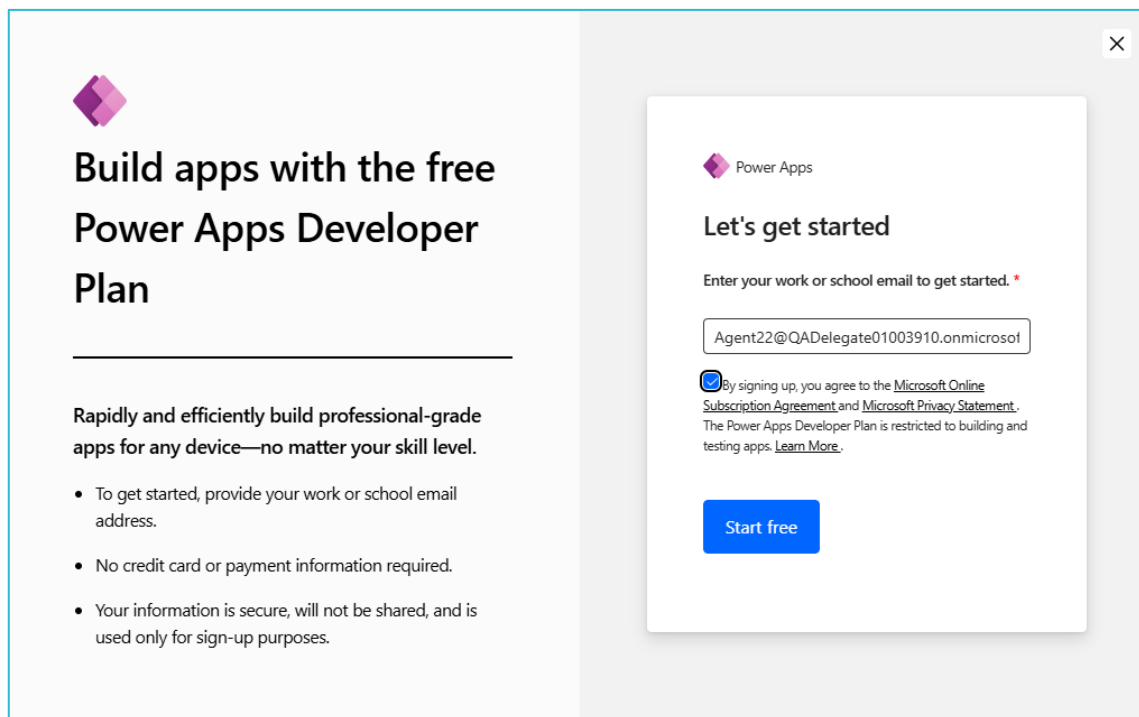 Build apps with the free
Power Apps Developer
Plan
Rapidly and efficiently build professional-grade
apps for any device—no matter your skill level.
• To get started, provide your work or school email
address.
• No credit card or payment information required.
• Your information is secure, will not be shared, and is
used only for sign-up purposes.
Power Apps
Let's get started
Enter your work or school email to get started. *
Agent22@QADelegate01003910.onmicrosof
By signing up, you agree to the Microsoft Online
Subscription Agreement and Microsoft Privacy Statement .
The Power Apps Developer Plan is restricted to building and
testing apps. Learn More .
Start free